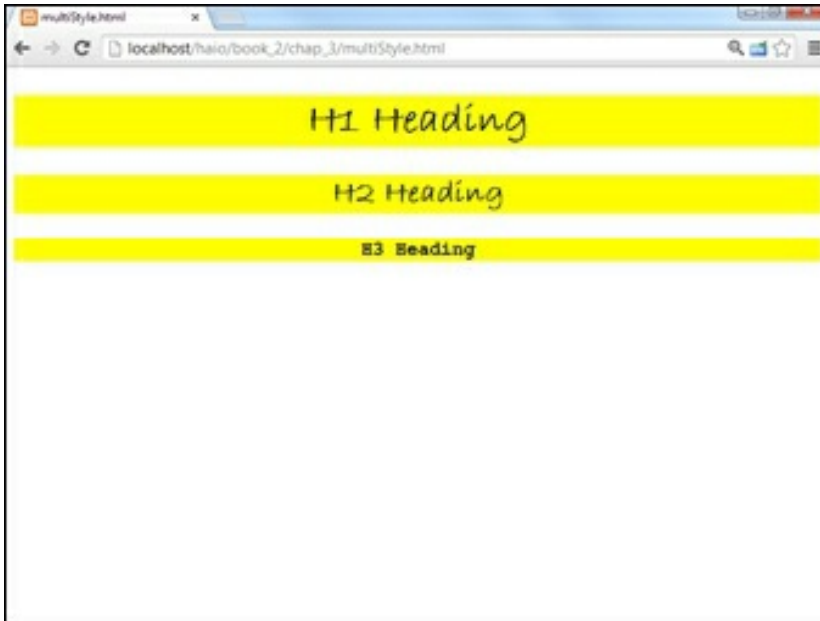 multiStyle.html
localhost/haio/book_2/chap_3/multiStyle.html
H1 Heading
H2 Heading
H3 Heading